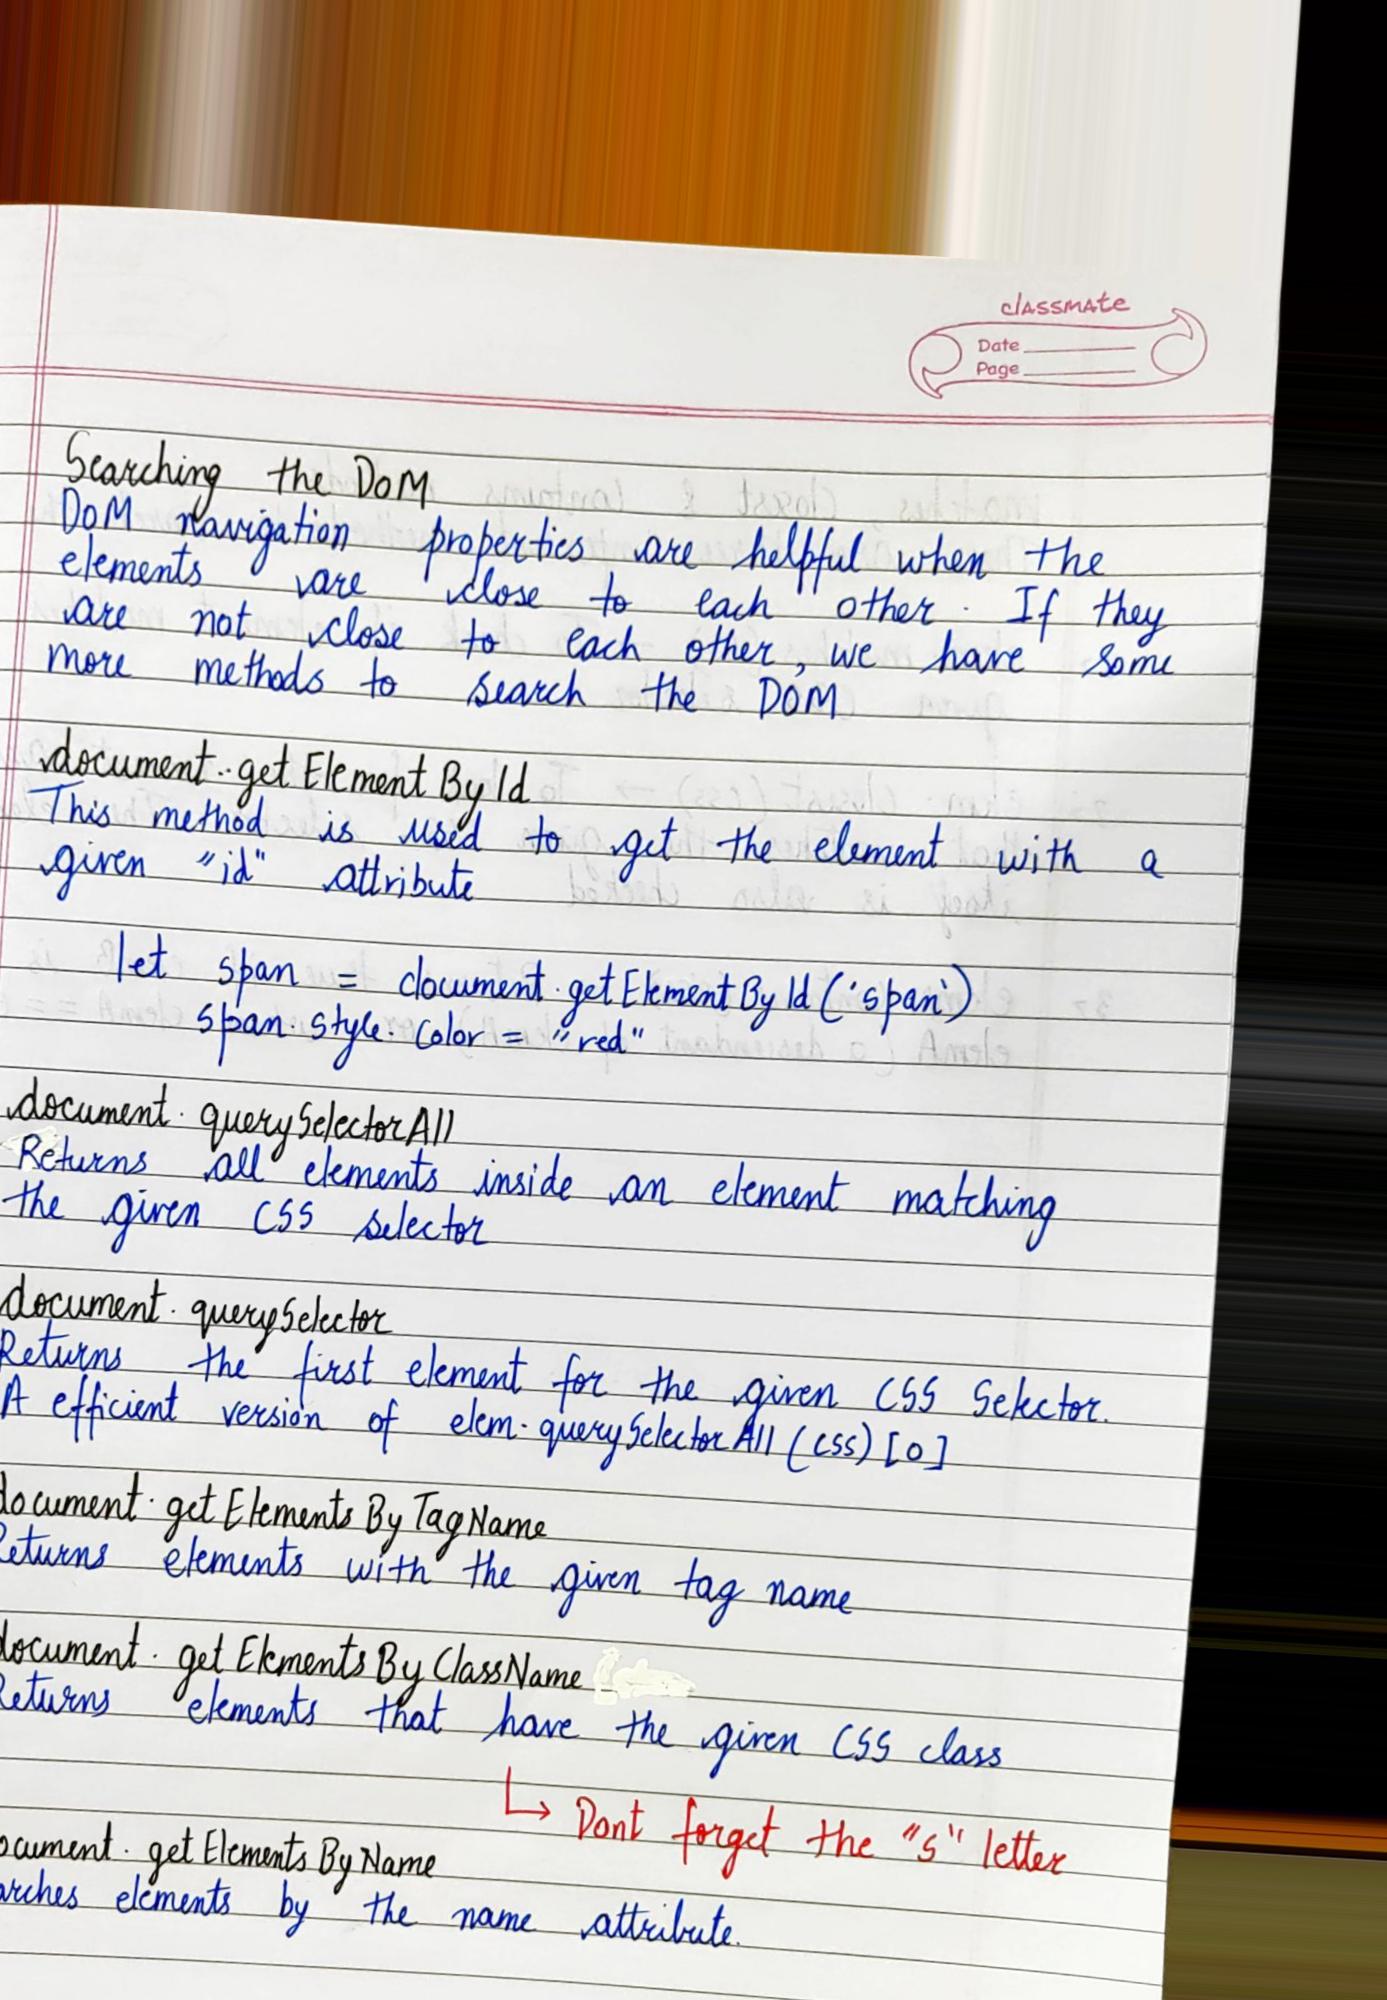 classmate
Date
Page
Searching the DOM
DOM navigation properties are helpful when the
elements are close to each other. If they
are not close to each other, we have some
more methods to search the DOM
document.getElementById
This method is used to get the element with a
given "id" attribute
let span = document.getElementById('span')
span.style.color = "red"
document.querySelectorAll
Returns all elements inside an element matching
the given CSS selector
document.querySelector
Returns the first element for the given CSS Selector.
A efficient version of elem.querySelectorAll(css)[0]
document.getElementsByTagName
Returns elements with the given tag name
document.getElementsByClassName
Returns elements that have the given CSS class
↳ Dont forget the "s" letter
ocument.getElementsByName
arches elements by the name attribute.